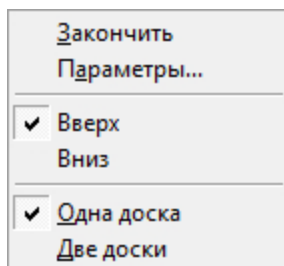 Закончить
Параметры...
Вверх
Вниз
Одна доска
Две доски